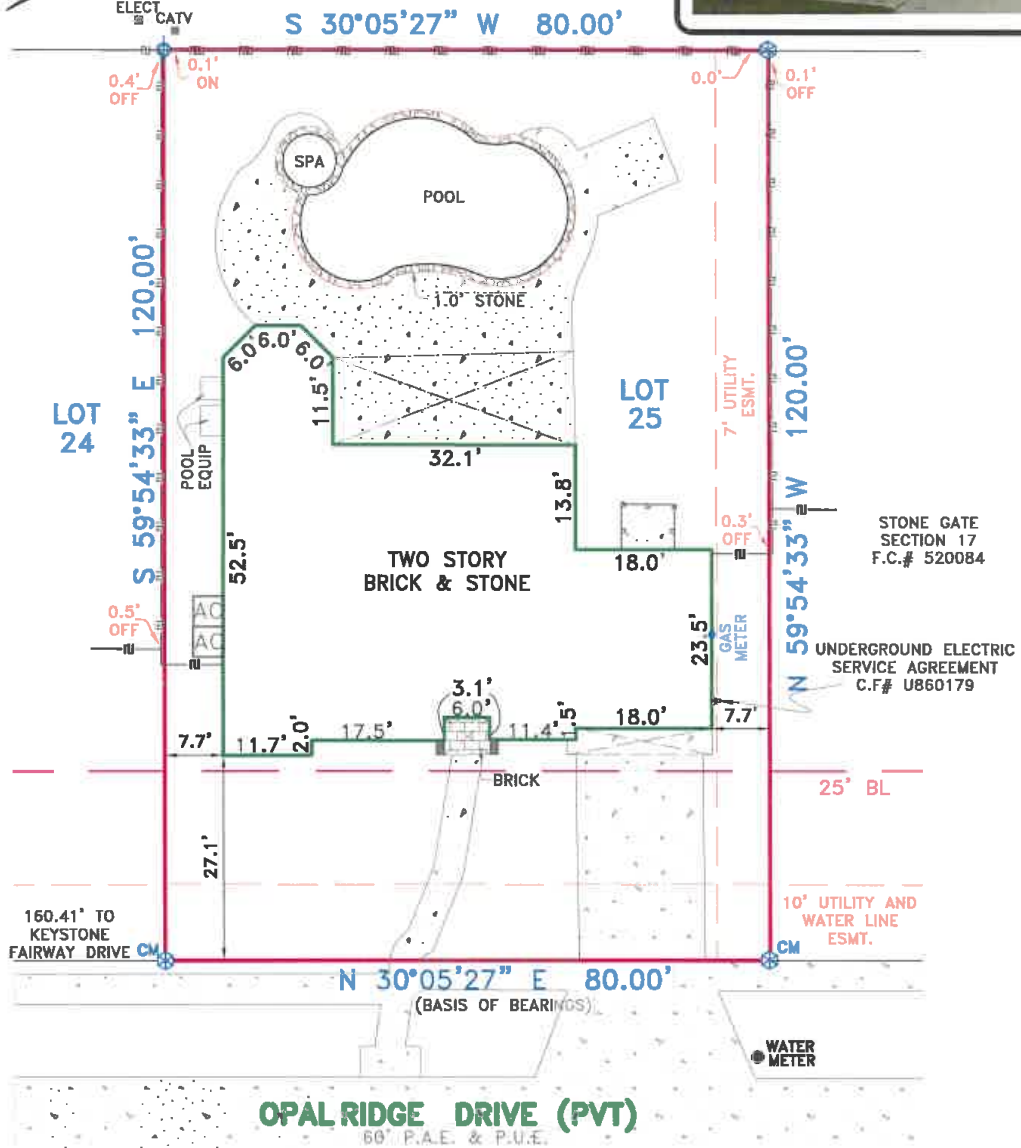 ELECT
CATV
S 30°05'27" W 80.00'
0.4'
OFF
0.1'
ON
0.0'
0.1'
OFF
SPA
POOL
1.0' STONE
S 59°54'33" E 120.00'
6.0'
6.0'
6.0'
11.5'
32.1'
LOT
24
LOT
25
7' UTILITY
ESMT.
N 59°54'33" W 120.00'
POOL
EQUIP
13.8'
52.5'
TWO STORY
BRICK & STONE
18.0'
0.3'
OFF
STONE GATE
SECTION 17
F.C.# 520084
AC
AC
0.5'
OFF
23.5'
GAS
METER
UNDERGROUND ELECTRIC
SERVICE AGREEMENT
C.F# U860179
3.1'
6.0'
7.7'
11.7'
2.0'
17.5'
11.4'
1.5'
18.0'
7.7'
BRICK
25' BL
27.1'
160.41' TO
KEYSTONE
FAIRWAY DRIVE
CM
10' UTILITY AND
WATER LINE
ESMT.
CM
N 30°05'27" E 80.00'
(BASIS OF BEARINGS)
WATER
METER
OPAL RIDGE DRIVE (PVT)
60' P.A.E. & P.U.E.